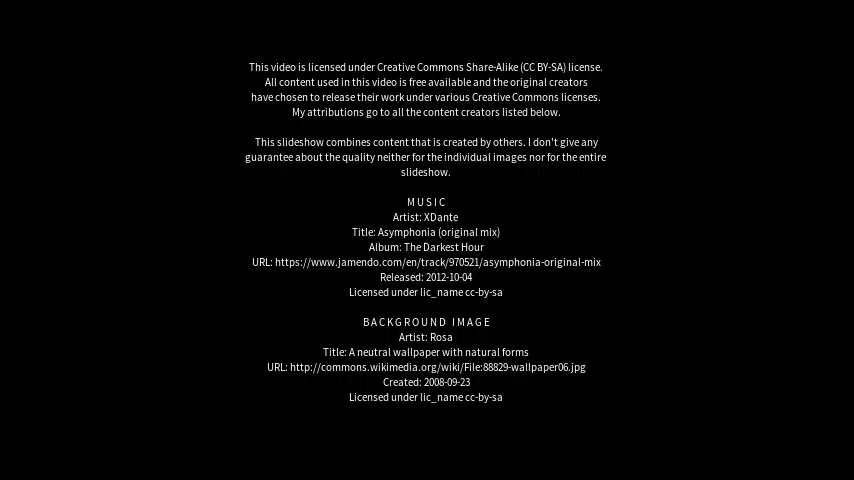 This video is licensed under Creative Commons Share-Alike (CC BY-SA) license.
All content used in this video is free available and the original creators
have chosen to release their work under various Creative Commons licenses.
My attributions go to all the content creators listed below.
This slideshow combines content that is created by others. I don't give any
guarantee about the quality neither for the individual images nor for the entire
slideshow.
MUSIC
Artist: XDante
Title: Asymphonia (original mix)
Album: The Darkest Hour
URL: https://www.jamendo.com/en/track/970521/asymphonia-original-mix
Released: 2012-10-04
Licensed under lic_name cc-by-sa
BACKGROUND IMAGE
Artist: Rosa
Title: A neutral wallpaper with natural forms
URL: http://commons.wikimedia.org/wiki/File:88829-wallpaper06.jpg
Created: 2008-09-23
Licensed under lic_name cc-by-sa